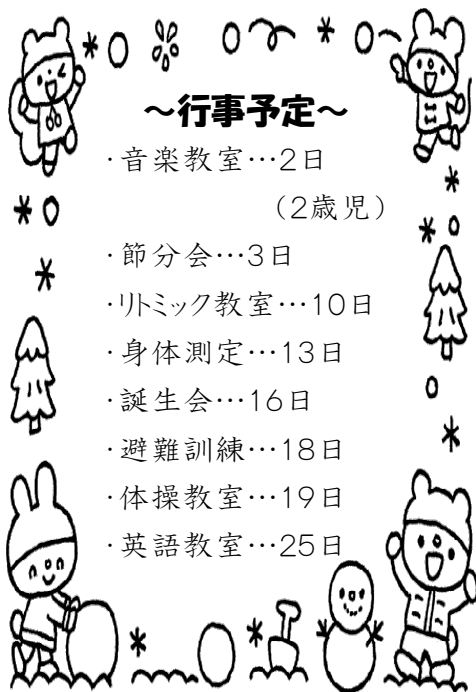 ～行事予定～
・音楽教室…2日
（2歳児）
・節分会…3日
・リトミック教室…10日
・身体測定…13日
・誕生会…16日
・避難訓練…18日
・体操教室…19日
・英語教室…25日